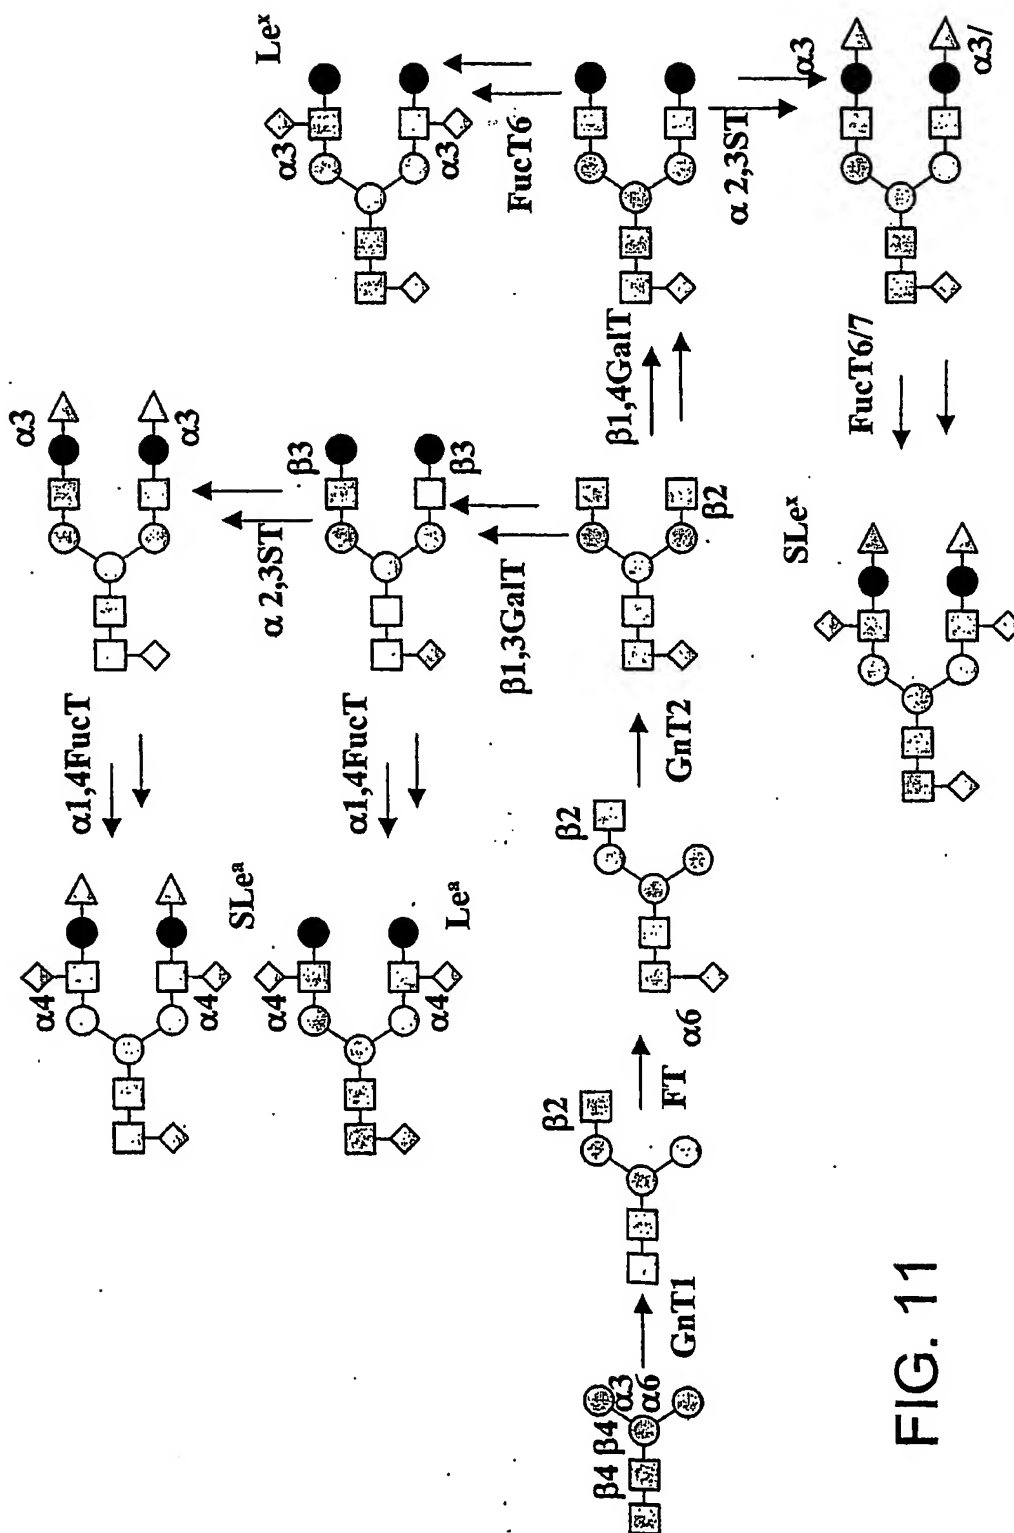 α1,4FucT
α3
α3
α4
α4
SLeᵃ
α 2,3ST
α1,4FucT
β3
β3
α4
α4
Leᵃ
β1,3GalT
α3
α3
Leˣ
FucT6
β4
β4
α3
α6
GnT1
β2
FT
β2
α6
GnT2
β2
β1,4GalT
α 2,3ST
α3
α3/
FucT6/7
SLeˣ
FIG. 11